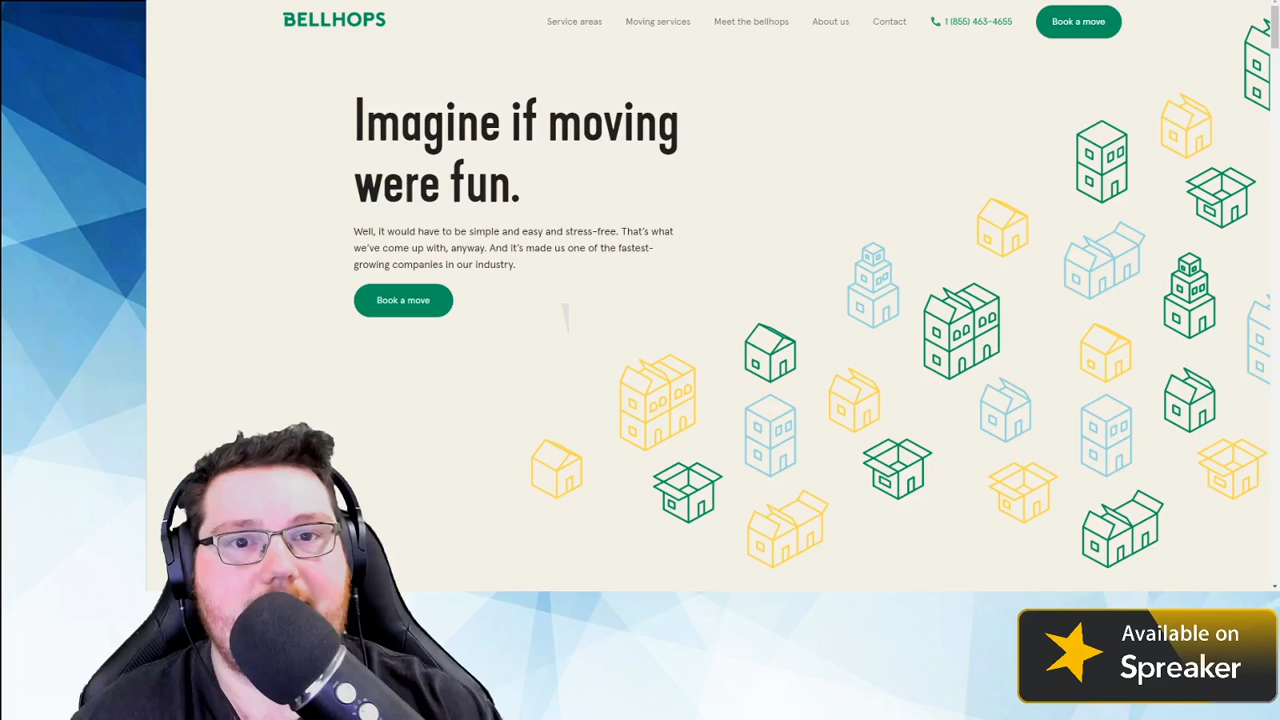 BELLHOPS
Service areas
Moving services
Meet the bellhops
About us
Contact
1 (855) 463-4655
Book a move
Imagine if moving
were fun.
Well, it would have to be simple and easy and stress-free. That's what
we've come up with, anyway. And it's made us one of the fastest-
growing companies in our industry.
Book a move
Available on
Spreaker